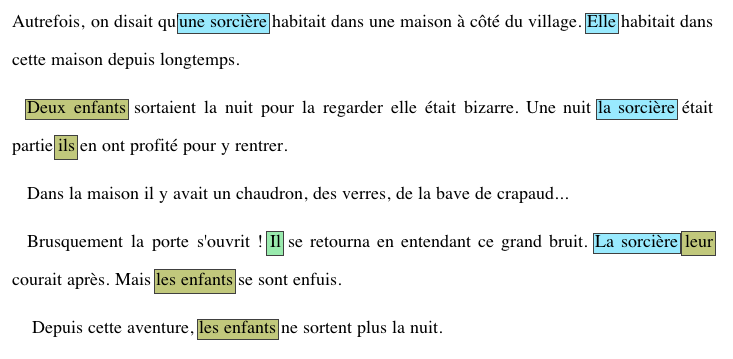 Autrefois, on disait qu une sorcière habitait dans une maison à côté du village. Elle habitait dans
cette maison depuis longtemps.
Deux enfants sortaient la nuit pour la regarder elle était bizarre. Une nuit la sorcière était
partie ils en ont profité pour y rentrer.
Dans la maison il y avait un chaudron, des verres, de la bave de crapaud...
Brusquement la porte s'ouvrit ! Il se retourna en entendant ce grand bruit. La sorcière leur
courait après. Mais les enfants se sont enfuis.
Depuis cette aventure, les enfants ne sortent plus la nuit.